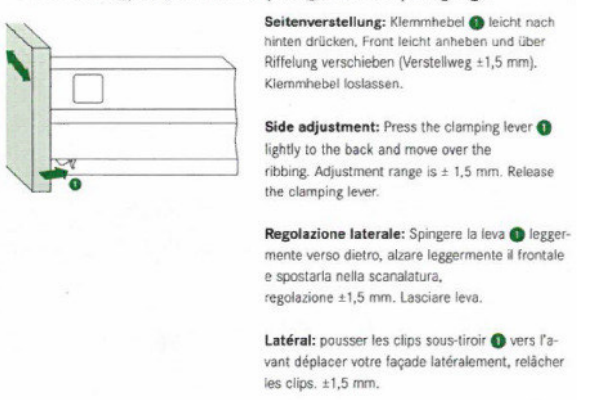 Seitenverstellung: Klemmhebel 1 leicht nach
hinten drücken, Front leicht anheben und über
Riffelung verschieben (Verstellweg ±1,5 mm).
Klemmhebel loslassen.
Side adjustment: Press the clamping lever 1
lightly to the back and move over the
ribbing. Adjustment range is ± 1,5 mm. Release
the clamping lever.
Regolazione laterale: Spingere la leva 1 legger-
mente verso dietro, alzare leggermente il frontale
e spostarla nella scanalatura,
regolazione ±1,5 mm. Lasciare leva.
Latéral: pousser les clips sous-tiroir 1 vers l'a-
vant déplacer votre façade latéralement, relâcher
les clips. ±1,5 mm.
1